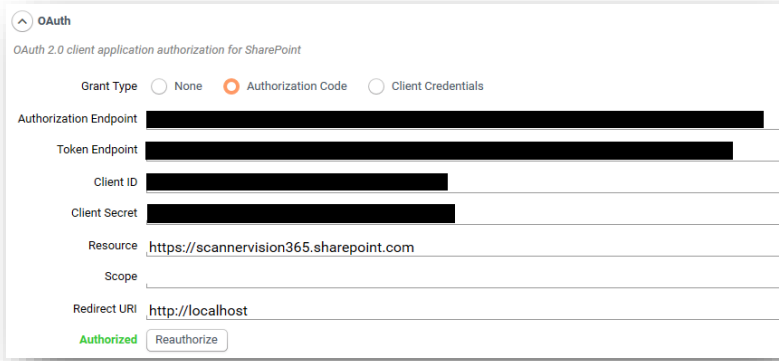 OAuth
OAuth 2.0 client application authorization for SharePoint
Grant Type None Authorization Code Client Credentials
Authorization Endpoint
Token Endpoint
Client ID
Client Secret
Resource https://scannervision365.sharepoint.com
Scope
Redirect URI http://localhost
Authorized Reauthorize